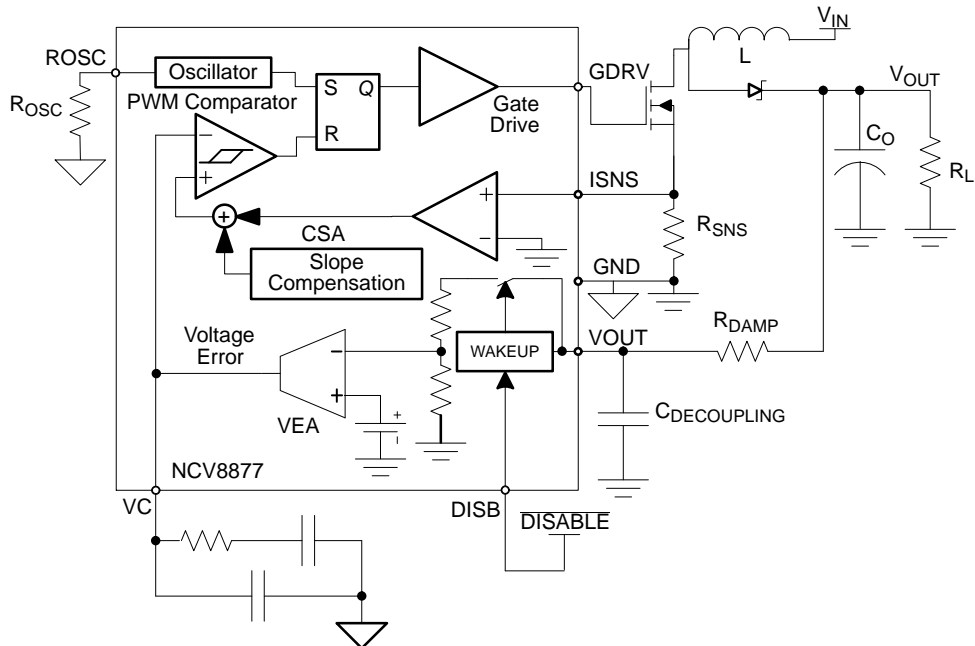 VIN
L
ROSC
Oscillator
S Q
GDRV
VOUT
ROSC
PWM Comparator
Gate
Drive
R
CO
RL
−
+
+
ISNS
+
RSNS
CSA
−
Slope
Compensation
GND
RDAMP
VOUT
Voltage
Error
−
WAKEUP
+
+
−
VEA
CDECOUPLING
NCV8877
VC
DISB
DISABLE